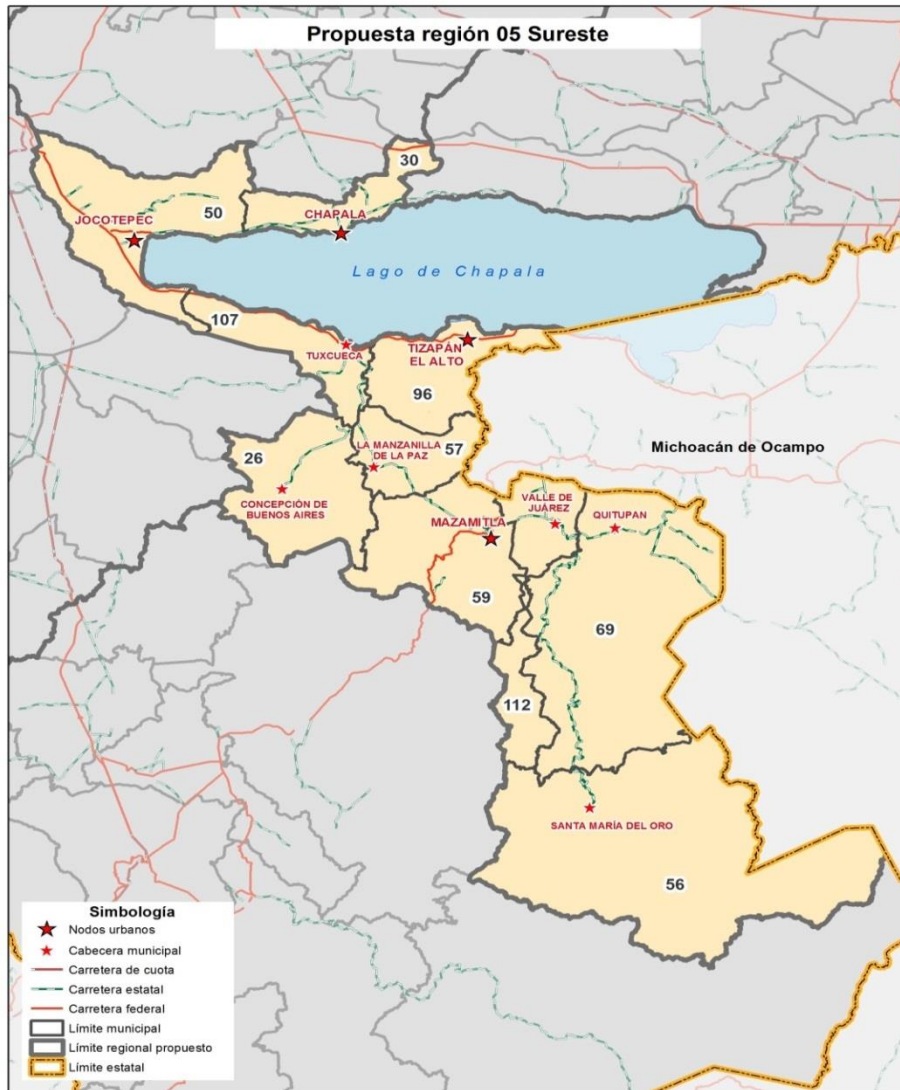 Propuesta región 05 Sureste
30
JOCOTEPEC
50
CHAPALA
Lago de Chapala
107
TUXCUECA
TIZAPÁN
EL ALTO
96
Michoacán de Ocampo
26
LA MANZANILLA
DE LA PAZ
57
CONCEPCIÓN DE
BUENOS AIRES
MAZAMITLA
VALLE DE
JUÁREZ
QUITUPAN
59
69
112
SANTA MARÍA DEL ORO
56
Simbología
Nodos urbanos
Cabecera municipal
Carretera de cuota
Carretera estatal
Carretera federal
Límite municipal
Límite regional propuesto
Límite estatal